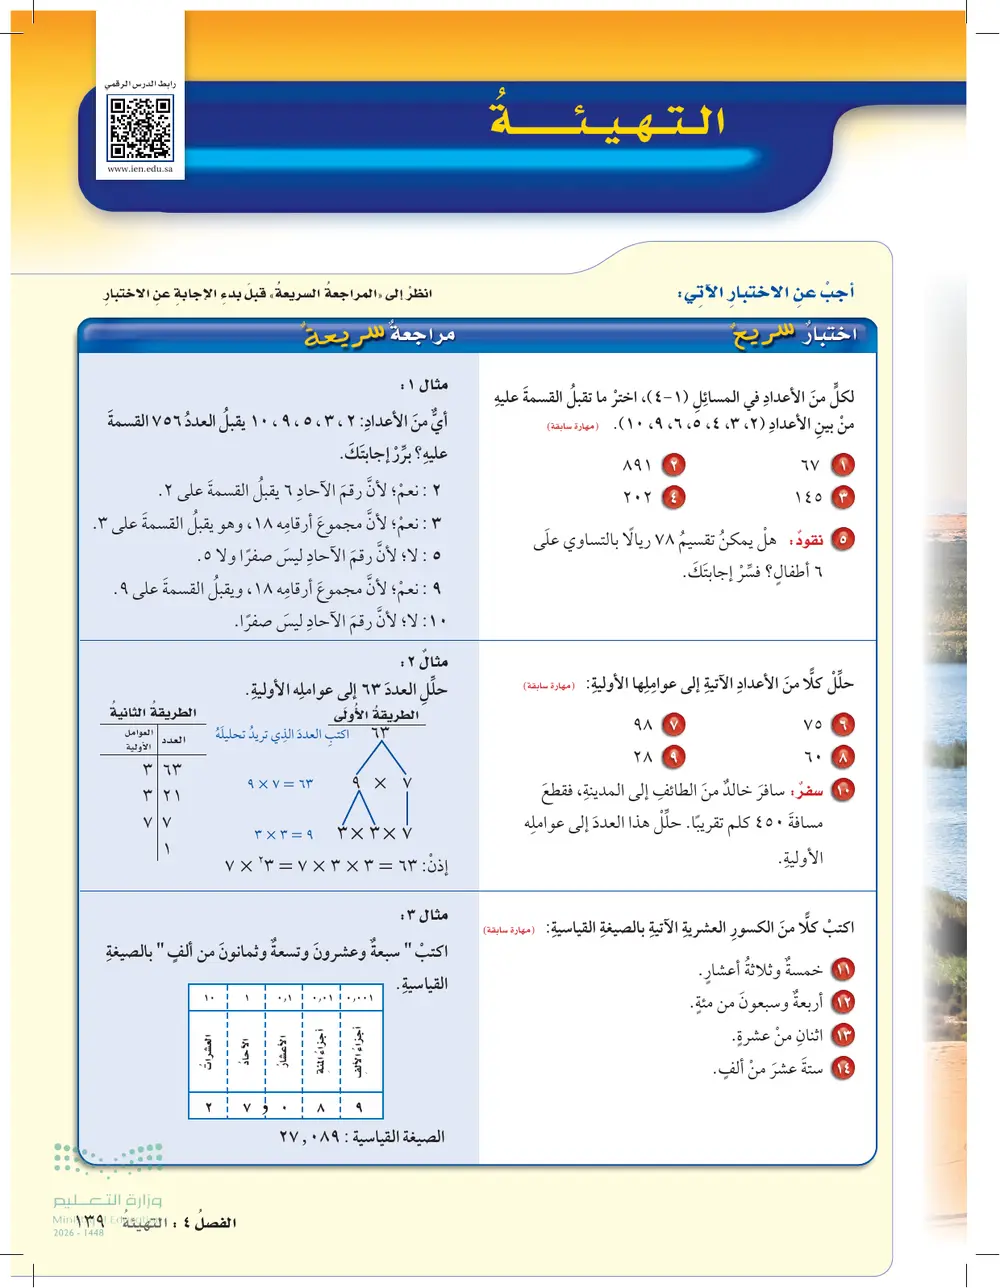 رابط الدرس الرقمي
www.ien.edu.sa
التهيئةُ
أجبْ عنِ الاختبارِ الآتِي:
انظرْ إلى «المراجعةُ السريعةُ» قبلَ بدءِ الإجابةِ عنِ الاختبارِ
اختبارٌ سريعٌ
لكلٍّ منَ الأعدادِ في المسائِلِ (١-٤)، اخترْ ما تقبلُ القسمةَ عليهِ
منْ بينِ الأعدادِ (٢، ٣، ٤، ٥، ٦، ٩، ١٠). (مهارة سابقة)
١ ٦٧ ٢ ٨٩١
٣ ١٤٥ ٤ ٢٠٢
٥ نقودٌ: هلْ يمكنُ تقسيمُ ٧٨ ريالًا بالتساوي علَى
٦ أطفالٍ؟ فسِّرْ إجابتَكَ.
حلِّلْ كلًّا منَ الأعدادِ الآتيةِ إلى عوامِلِها الأوليةِ: (مهارة سابقة)
٦ ٧٥ ٧ ٩٨
٨ ٦٠ ٩ ٢٨
١٠ سفرٌ: سافرَ خالدٌ منَ الطائفِ إلى المدينةِ، فقطعَ
مسافةَ ٤٥٠ كلم تقريبًا. حلِّلْ هذا العددَ إلى عواملِه
الأوليةِ.
اكتبْ كلًّا منَ الكسورِ العشريةِ الآتيةِ بالصيغةِ القياسيةِ: (مهارة سابقة)
١١ خمسةٌ وثلاثةُ أعشارٍ.
١٢ أربعةٌ وسبعونَ من مئةٍ.
١٣ اثنانِ منْ عشرةٍ.
١٤ ستةَ عشرَ منْ ألفٍ.
مراجعةٌ سريعةٌ
مثال ١:
أيٌّ منَ الأعدادِ: ٢، ٣، ٥، ٩، ١٠ يقبلُ العددُ ٧٥٦ القسمةَ
عليهِ؟ برِّرْ إجابتَكَ.
٢ : نعمْ؛ لأنَّ رقمَ الآحادِ ٦ يقبلُ القسمةَ على ٢.
٣ : نعمْ؛ لأنَّ مجموعَ أرقامِه ١٨، وهو يقبلُ القسمةَ على ٣.
٥ : لا؛ لأنَّ رقمَ الآحادِ ليسَ صفرًا ولا ٥.
٩ : نعمْ؛ لأنَّ مجموعَ أرقامِه ١٨، ويقبلُ القسمةَ على ٩.
١٠: لا؛ لأنَّ رقمَ الآحادِ ليسَ صفرًا.
مثالٌ ٢:
حلِّلِ العددَ ٦٣ إلى عواملِه الأوليةِ.
الطريقةُ الأُولَى
٦٣ اكتبِ العددَ الذِي تريدُ تحليلَهُ
٧ × ٩ ٦٣ = ٧ × ٩
٧ × ٣ × ٣ ٩ = ٣ × ٣
إذنْ: ٦٣ = ٣ × ٣ × ٧ = ٣٢ × ٧
الطريقةُ الثانيةُ
العدد العوامل الأولية
٦٣ ٣
٢١ ٣
٧ ٧
١
مثال ٣:
اكتبْ " سبعةٌ وعشرونَ وتسعةٌ وثمانونَ من ألفٍ " بالصيغةِ
القياسيةِ.
١٠ ١ ٠,١ ٠,٠١ ٠,٠٠١
العشراتُ الآحادُ الأعشارُ أجزاءُ المئةِ أجزاءُ الألفِ
٢ ٧ و ٠ ٨ ٩
الصيغة القياسية : ٢٧,٠٨٩
وزارة التعليم
Ministry of Education
2026 - 1448
الفصلُ ٤ : التهيئةُ ١٣٩